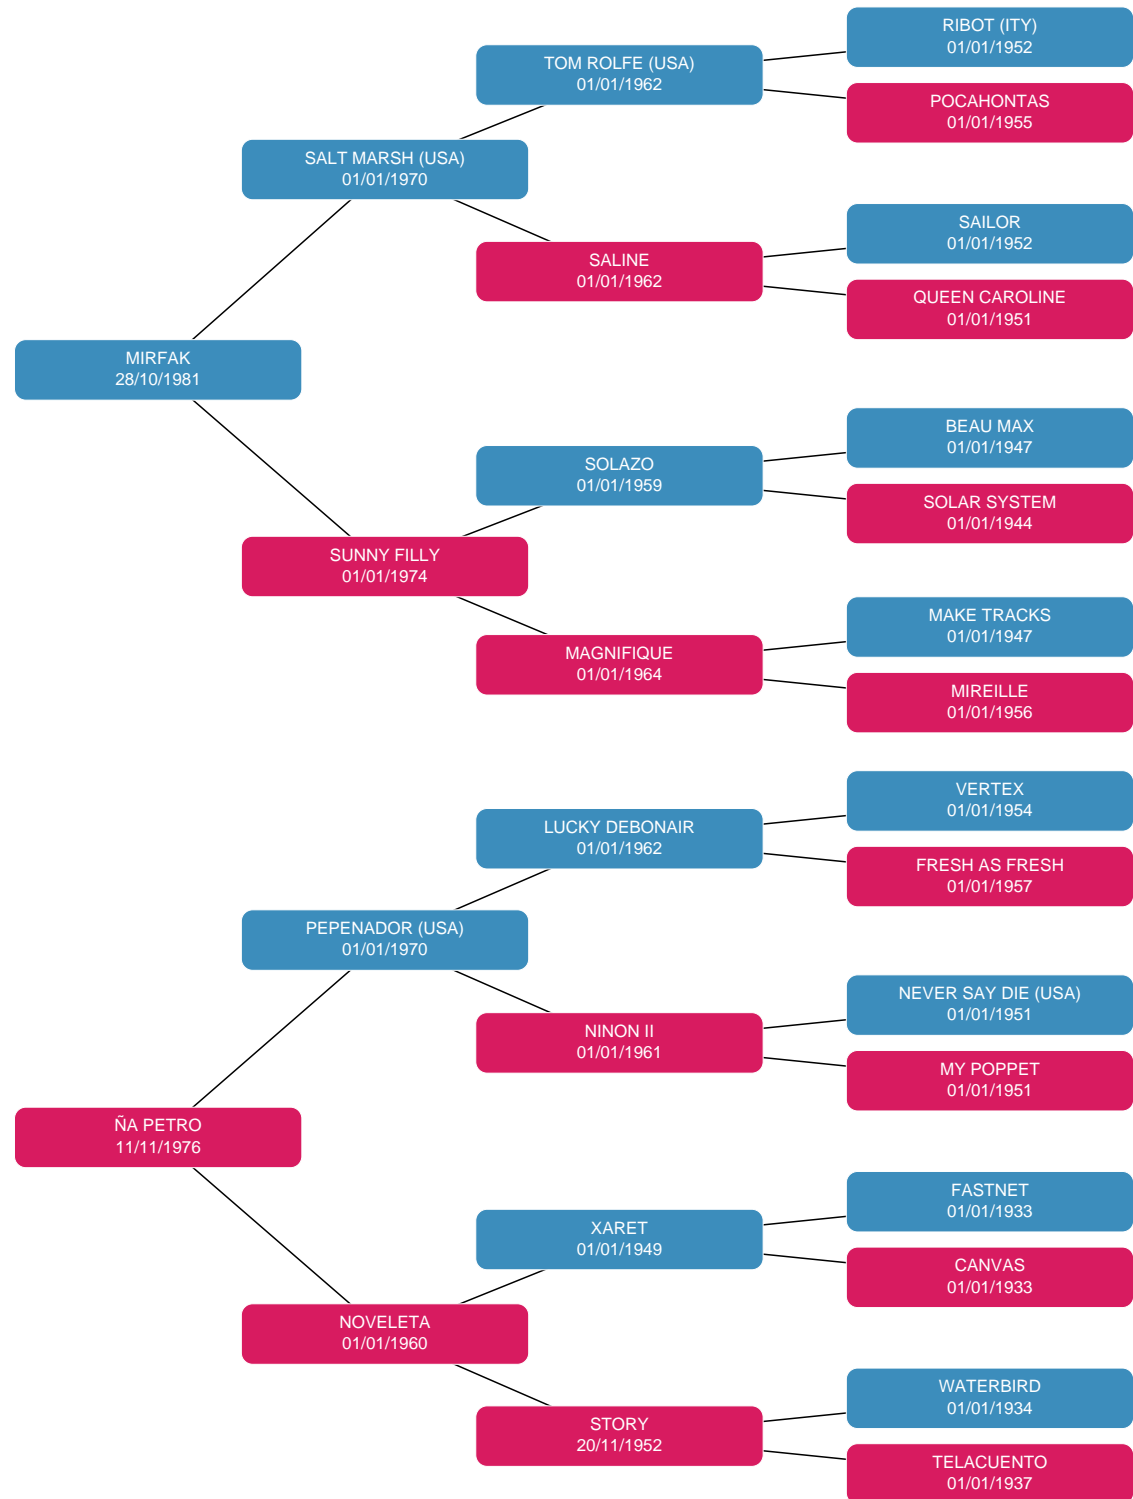 RIBOT (ITY)
01/01/1952
TOM ROLFE (USA)
01/01/1962
POCAHONTAS
01/01/1955
SALT MARSH (USA)
01/01/1970
SAILOR
01/01/1952
SALINE
01/01/1962
QUEEN CAROLINE
01/01/1951
MIRFAK
28/10/1981
BEAU MAX
01/01/1947
SOLAZO
01/01/1959
SOLAR SYSTEM
01/01/1944
SUNNY FILLY
01/01/1974
MAKE TRACKS
01/01/1947
MAGNIFIQUE
01/01/1964
MIREILLE
01/01/1956
VERTEX
01/01/1954
LUCKY DEBONAIR
01/01/1962
FRESH AS FRESH
01/01/1957
PEPENADOR (USA)
01/01/1970
NEVER SAY DIE (USA)
01/01/1951
NINON II
01/01/1961
MY POPPET
01/01/1951
ÑA PETRO
11/11/1976
FASTNET
01/01/1933
XARET
01/01/1949
CANVAS
01/01/1933
NOVELETA
01/01/1960
WATERBIRD
01/01/1934
STORY
20/11/1952
TELACUENTO
01/01/1937